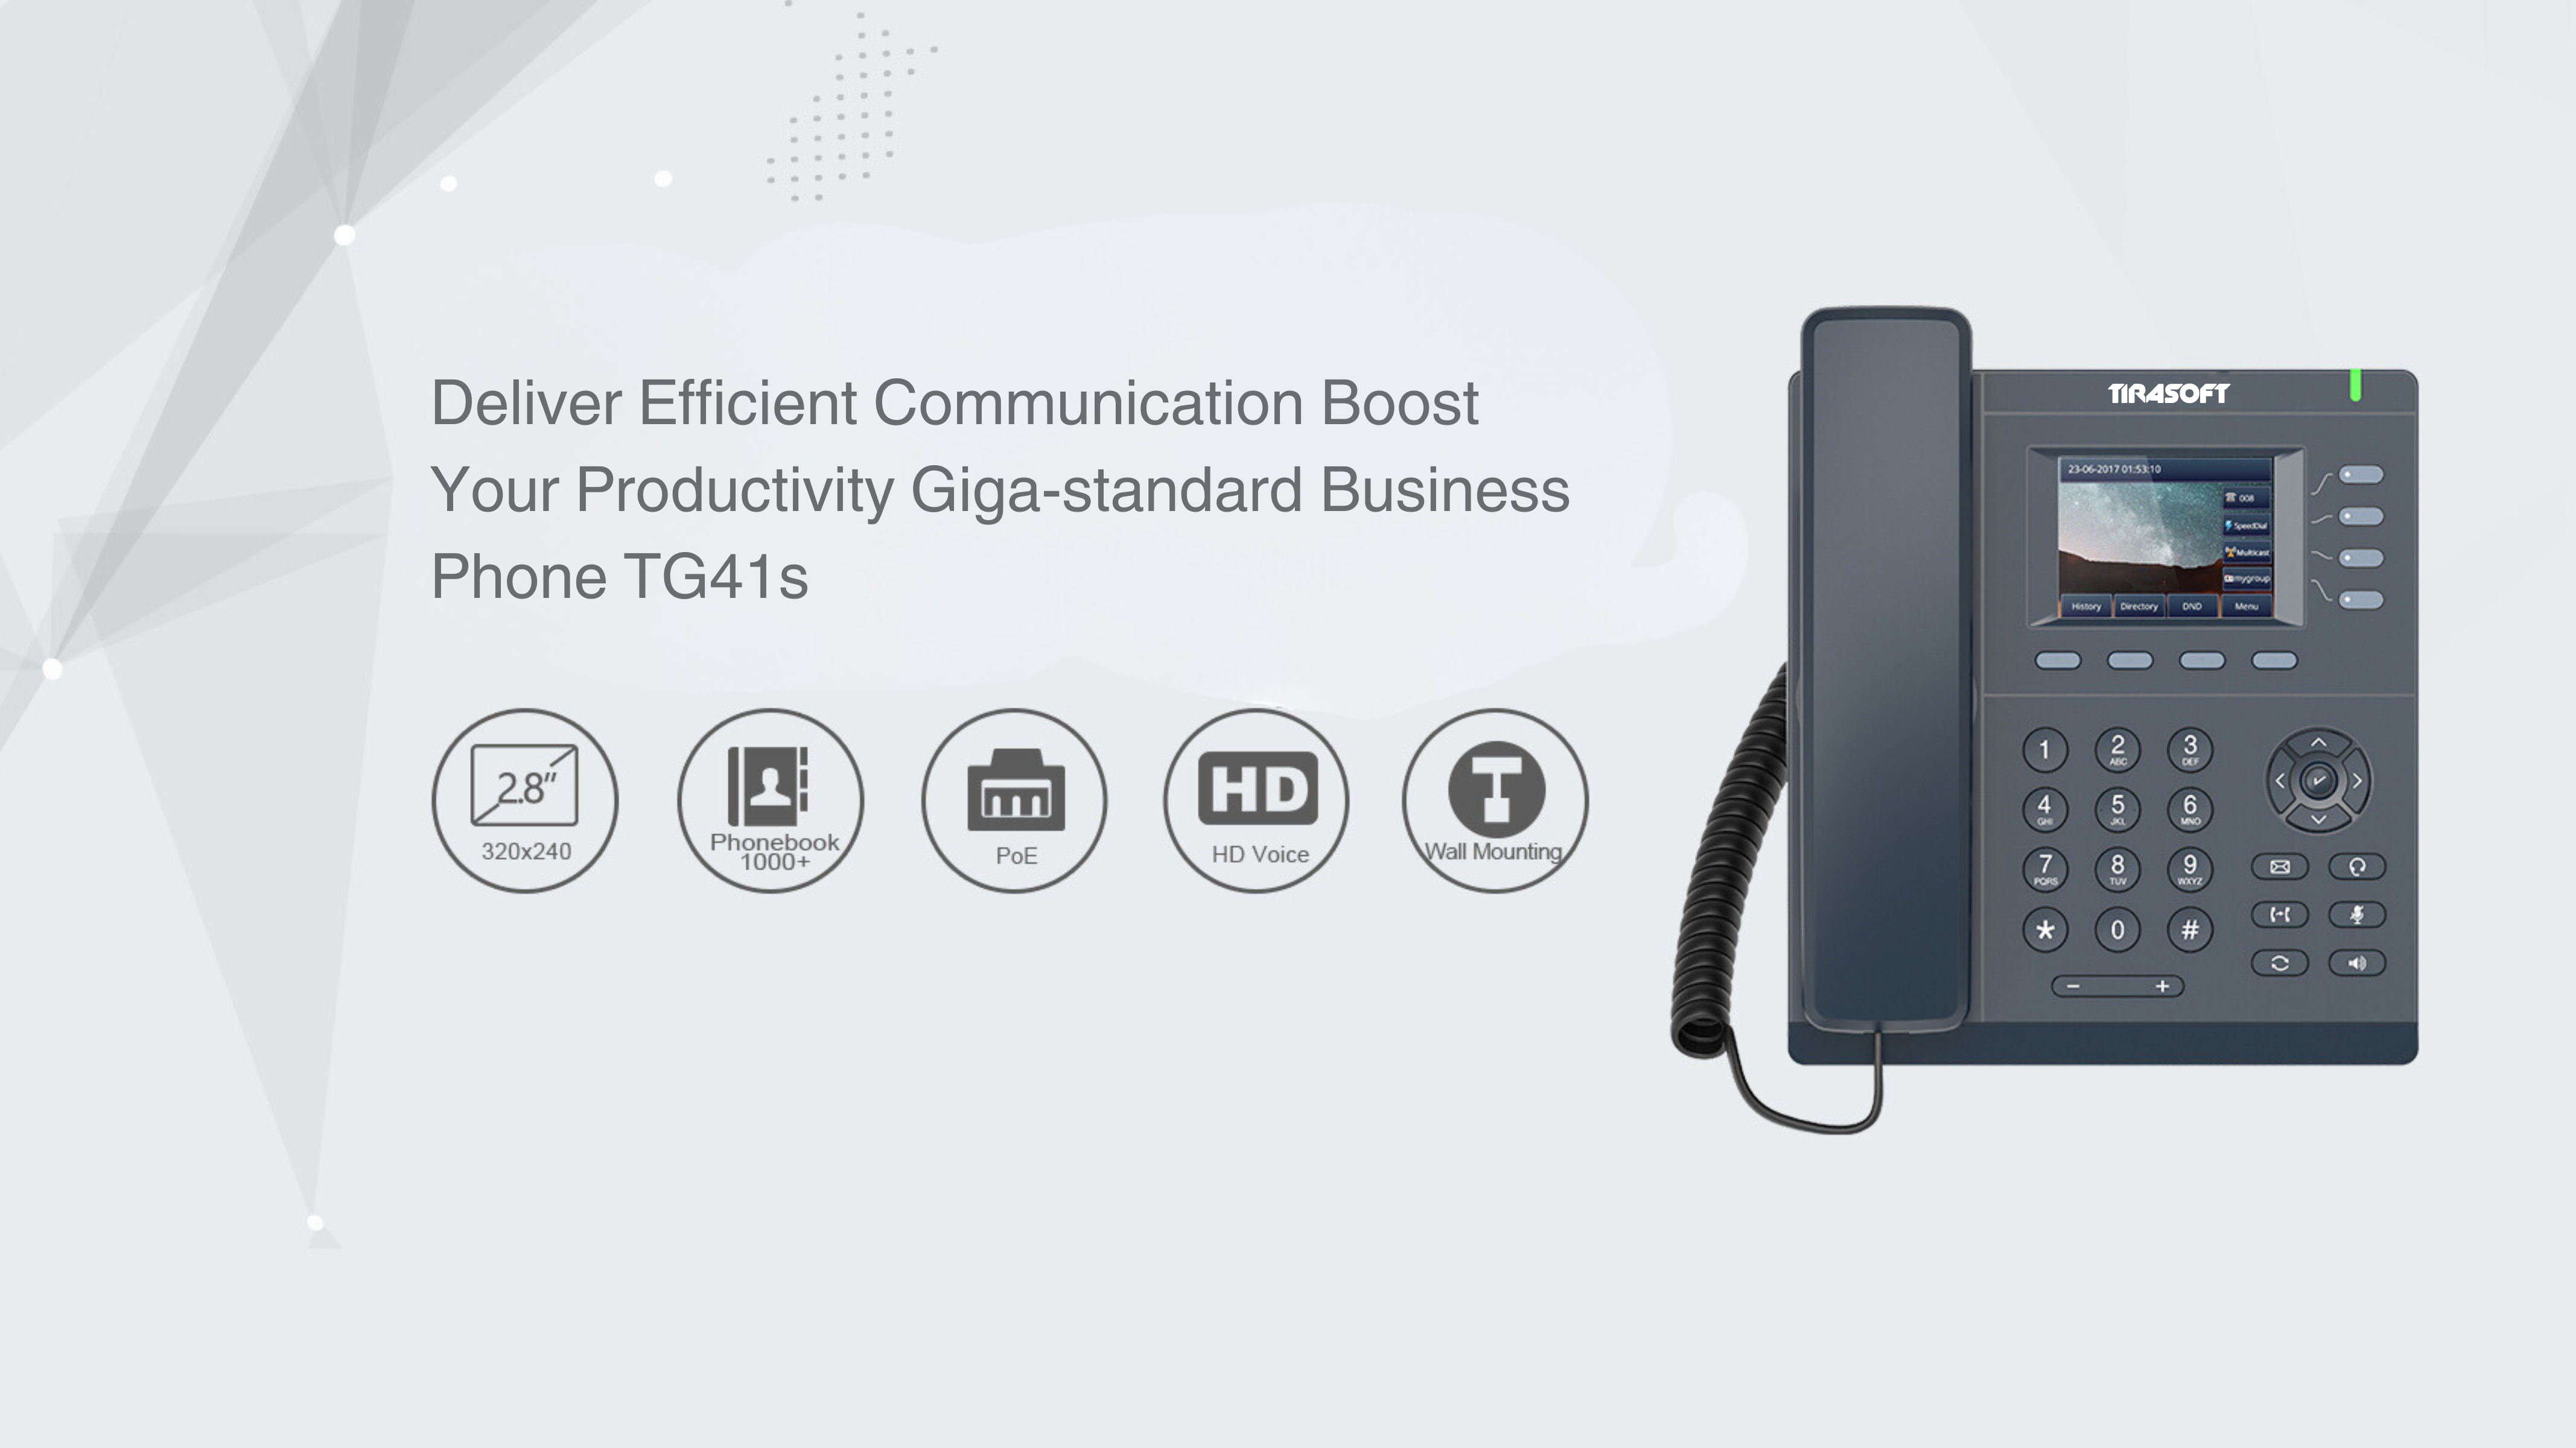 Deliver Efficient Communication Boost
Your Productivity Giga-standard Business
Phone TG41s
2.8"
320x240
Phonebook
1000+
PoE
HD
HD Voice
Wall Mounting
TIRASOFT
23-06-2017 01:53:10
008
SpeedDial
Multicast
mygroup
History Directory DND Menu
1 2 3
ABC DEF
4 5 6
GHI JKL MNO
7 8 9
PQRS TUV WXYZ
* 0 #
- +